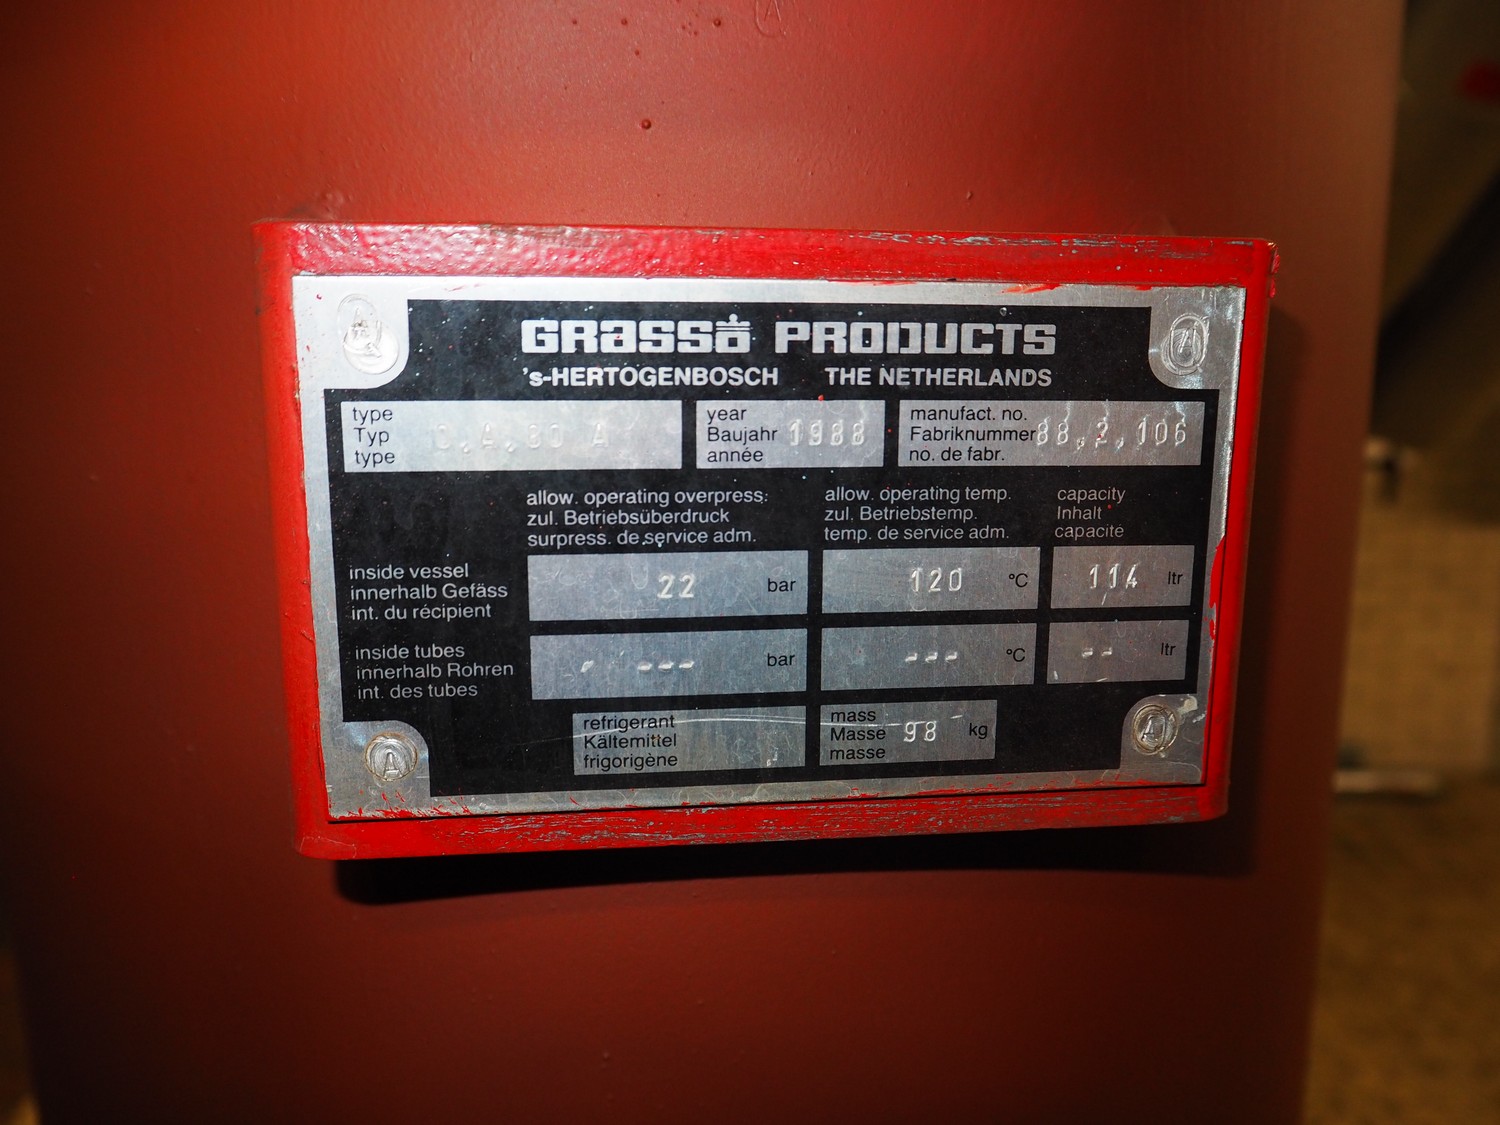 Grasso PRODUCTS
's-HERTOGENBOSCH THE NETHERLANDS
type
Typ
type
C.A.80 A
year
Baujahr 1988
année
manufact. no.
Fabriknummer 88,2,106
no. de fabr.
allow. operating overpress.
zul. Betriebsüberdruck
surpress. de service adm.
allow. operating temp.
zul. Betriebstemp.
temp. de service adm.
capacity
Inhalt
capacité
inside vessel
innerhalb Gefäss
int. du récipient
22 bar
120 °C
114 ltr
inside tubes
innerhalb Rohren
int. des tubes
--- bar
--- °C
-- ltr
refrigerant
Kältemittel
frigorigène
mass
Masse 98 kg
masse
A
A